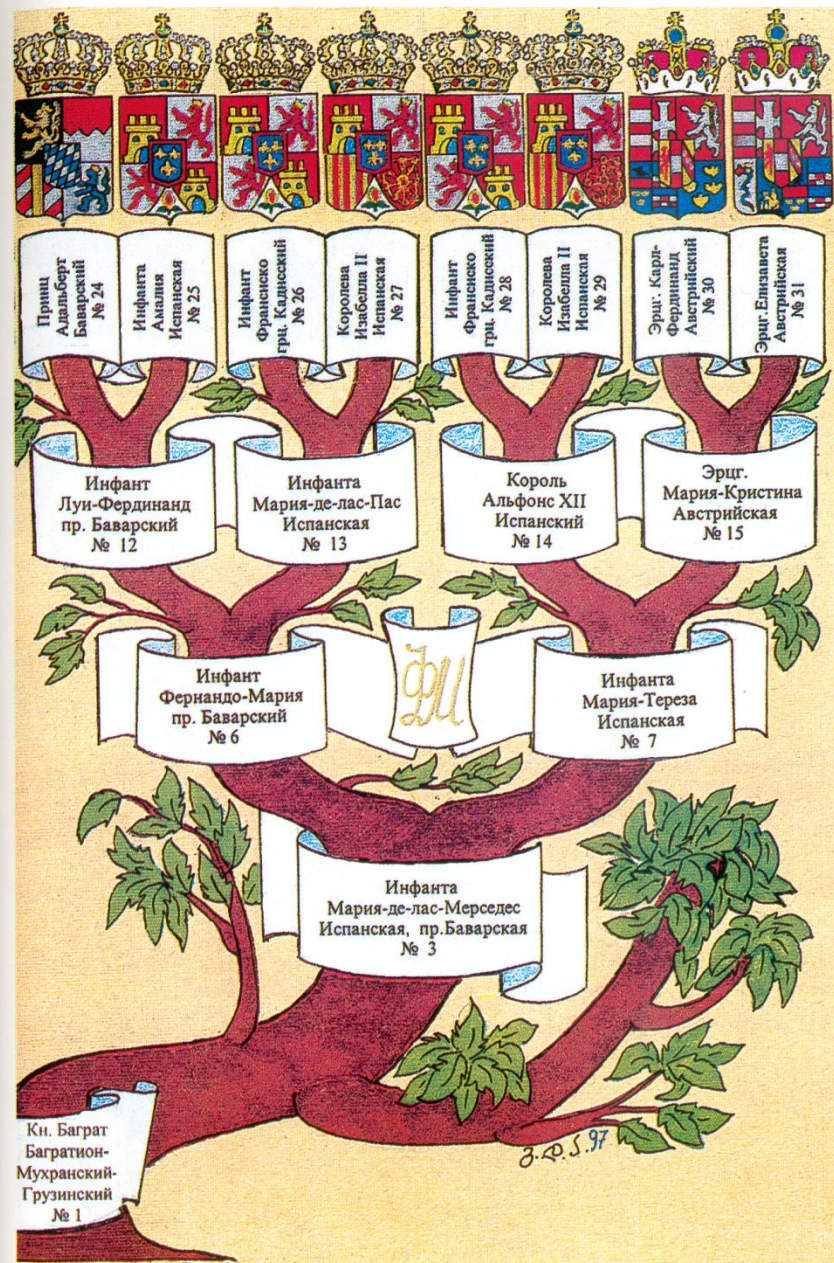 Принц
Адальберт
Баварский
№ 24
Инфанта
Амалия
Испанская
№ 25
Инфант
Франсиско
грц. Кадисский
№ 26
Королева
Изабелла II
Испанская
№ 27
Инфант
Франсиско
грц. Кадисский
№ 28
Королева
Изабелла II
Испанская
№ 29
Эрцг. Карл-
Фердинанд
Австрийский
№ 30
Эрцг. Елизавета
Австрийская
№ 31
Инфант
Луи-Фердинанд
пр. Баварский
№ 12
Инфанта
Мария-де-лас-Пас
Испанская
№ 13
Король
Альфонс XII
Испанский
№ 14
Эрцг.
Мария-Кристина
Австрийская
№ 15
Инфант
Фернандо-Мария
пр. Баварский
№ 6
ФИ
Инфанта
Мария-Тереза
Испанская
№ 7
Инфанта
Мария-де-лас-Мерседес
Испанская, пр.Баварская
№ 3
Кн. Баграт
Багратион-
Мухранский-
Грузинский
№ 1
97